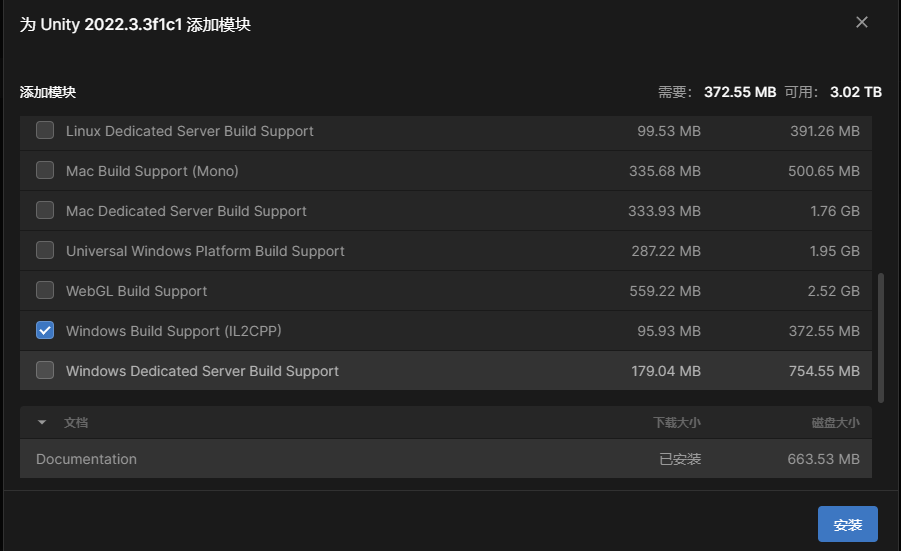 为 Unity 2022.3.3f1c1 添加模块
添加模块 需要： 372.55 MB 可用： 3.02 TB
Linux Dedicated Server Build Support 99.53 MB 391.26 MB
Mac Build Support (Mono) 335.68 MB 500.65 MB
Mac Dedicated Server Build Support 333.93 MB 1.76 GB
Universal Windows Platform Build Support 287.22 MB 1.95 GB
WebGL Build Support 559.22 MB 2.52 GB
Windows Build Support (IL2CPP) 95.93 MB 372.55 MB
Windows Dedicated Server Build Support 179.04 MB 754.55 MB
文档 下载大小 磁盘大小
Documentation 已安装 663.53 MB
安装